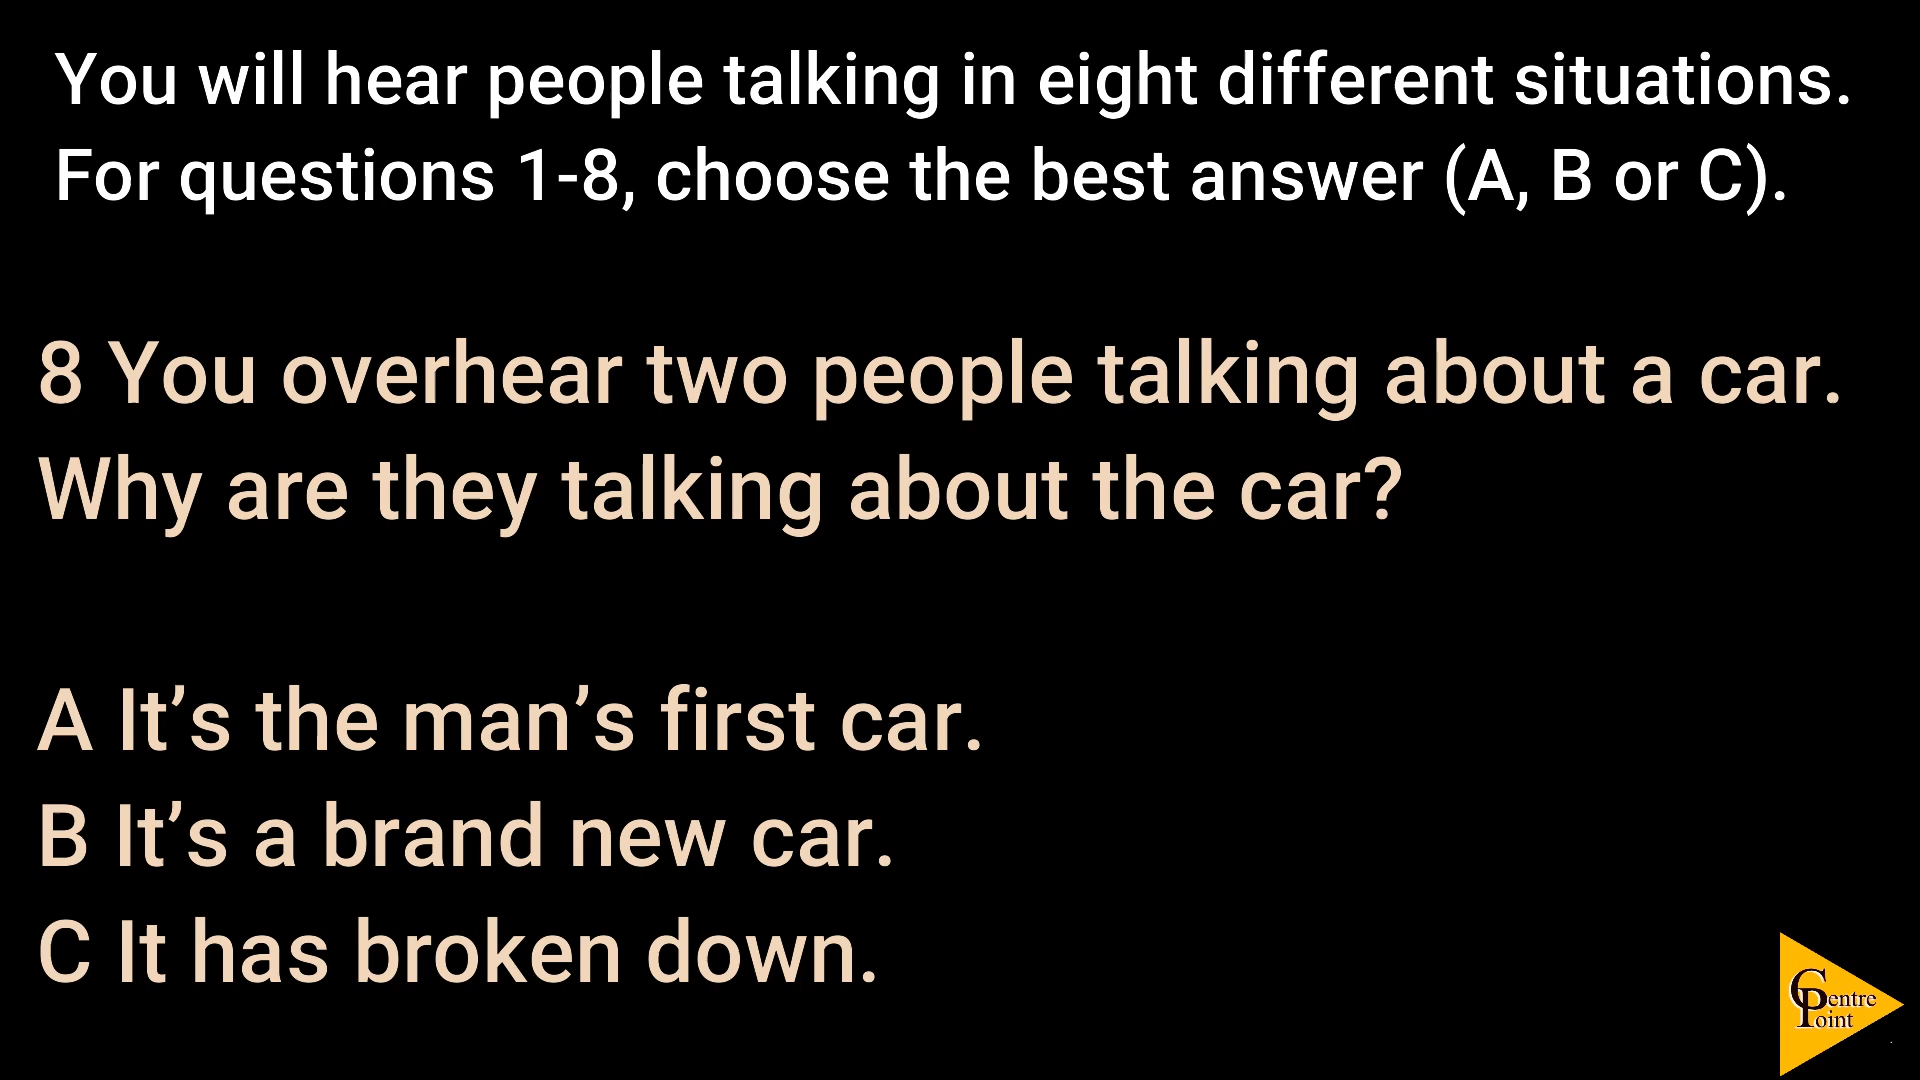 You will hear people talking in eight different situations.
For questions 1-8, choose the best answer (A, B or C).
8 You overhear two people talking about a car.
Why are they talking about the car?
A It’s the man’s first car.
B It’s a brand new car.
C It has broken down.
Centre
Point